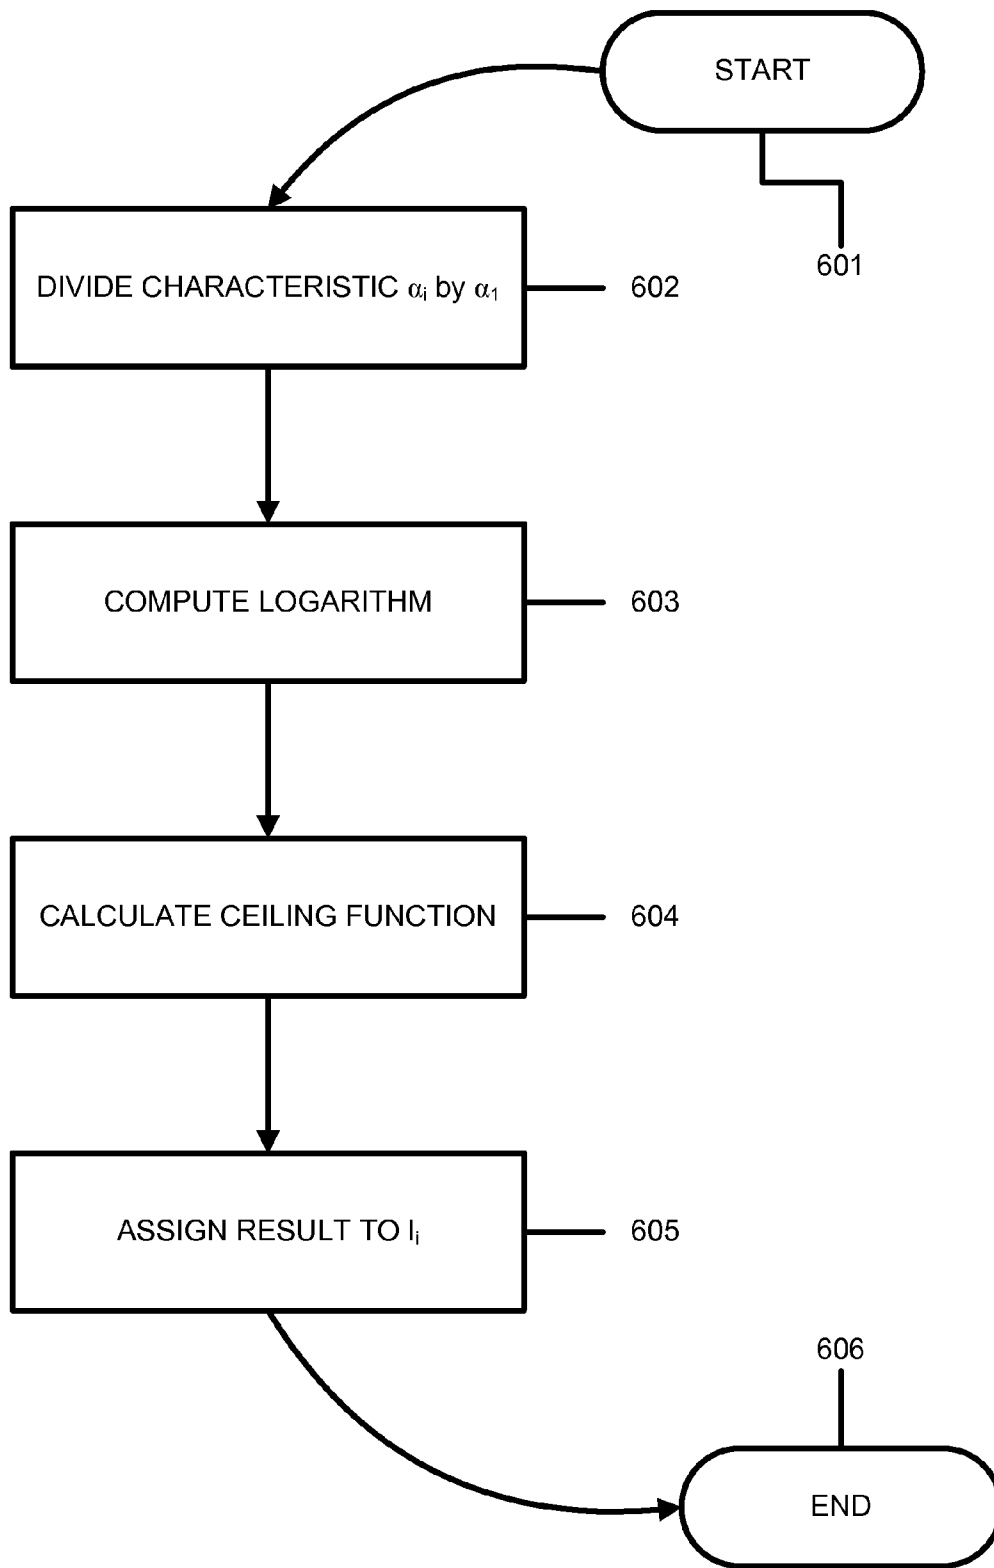 START
601
DIVIDE CHARACTERISTIC αᵢ by α₁
602
COMPUTE LOGARITHM
603
CALCULATE CEILING FUNCTION
604
ASSIGN RESULT TO Iᵢ
605
606
END